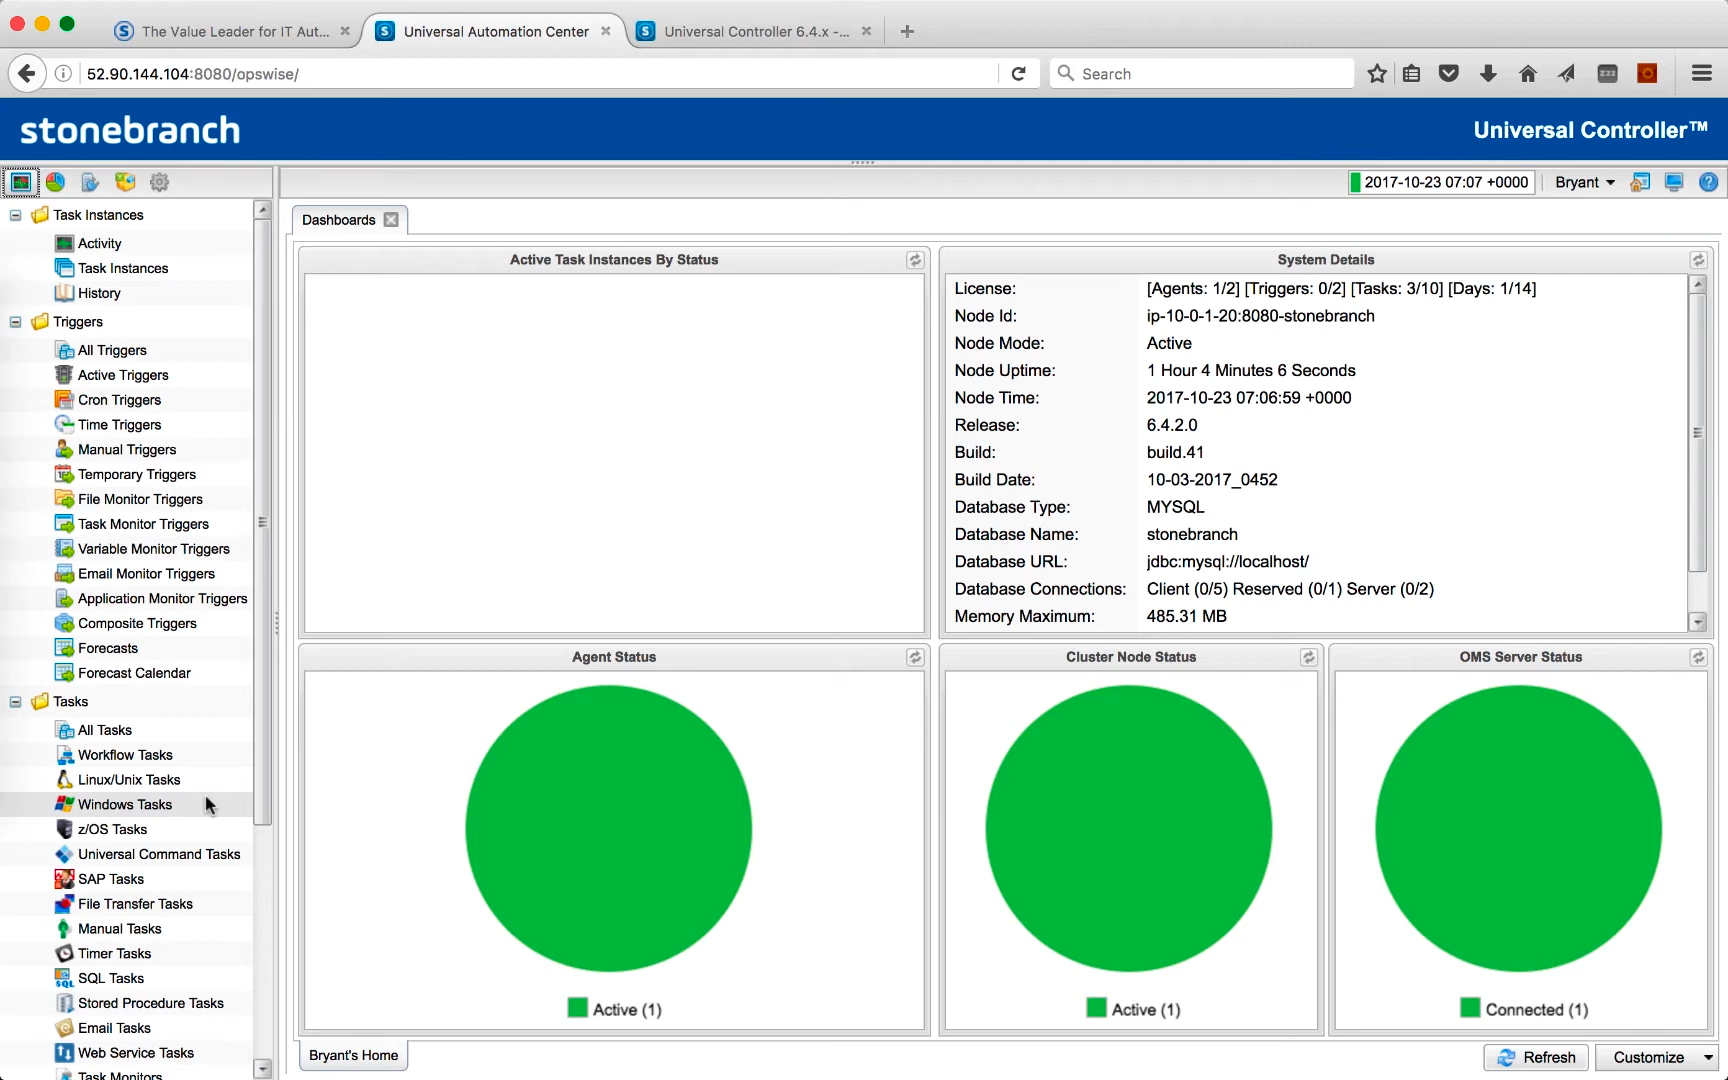 The Value Leader for IT Aut...
Universal Automation Center
Universal Controller 6.4.x -...
52.90.144.104:8080/opswise/
Search
stonebranch
Universal Controller™
2017-10-23 07:07 +0000
Bryant
Task Instances
Activity
Task Instances
History
Triggers
All Triggers
Active Triggers
Cron Triggers
Time Triggers
Manual Triggers
Temporary Triggers
File Monitor Triggers
Task Monitor Triggers
Variable Monitor Triggers
Email Monitor Triggers
Application Monitor Triggers
Composite Triggers
Forecasts
Forecast Calendar
Tasks
All Tasks
Workflow Tasks
Linux/Unix Tasks
Windows Tasks
z/OS Tasks
Universal Command Tasks
SAP Tasks
File Transfer Tasks
Manual Tasks
Timer Tasks
SQL Tasks
Stored Procedure Tasks
Email Tasks
Web Service Tasks
Task Monitors
Dashboards
Active Task Instances By Status
System Details
License: [Agents: 1/2] [Triggers: 0/2] [Tasks: 3/10] [Days: 1/14]
Node Id: ip-10-0-1-20:8080-stonebranch
Node Mode: Active
Node Uptime: 1 Hour 4 Minutes 6 Seconds
Node Time: 2017-10-23 07:06:59 +0000
Release: 6.4.2.0
Build: build.41
Build Date: 10-03-2017_0452
Database Type: MYSQL
Database Name: stonebranch
Database URL: jdbc:mysql://localhost/
Database Connections: Client (0/5) Reserved (0/1) Server (0/2)
Memory Maximum: 485.31 MB
Agent Status
Active (1)
Cluster Node Status
Active (1)
OMS Server Status
Connected (1)
Bryant's Home
Refresh
Customize